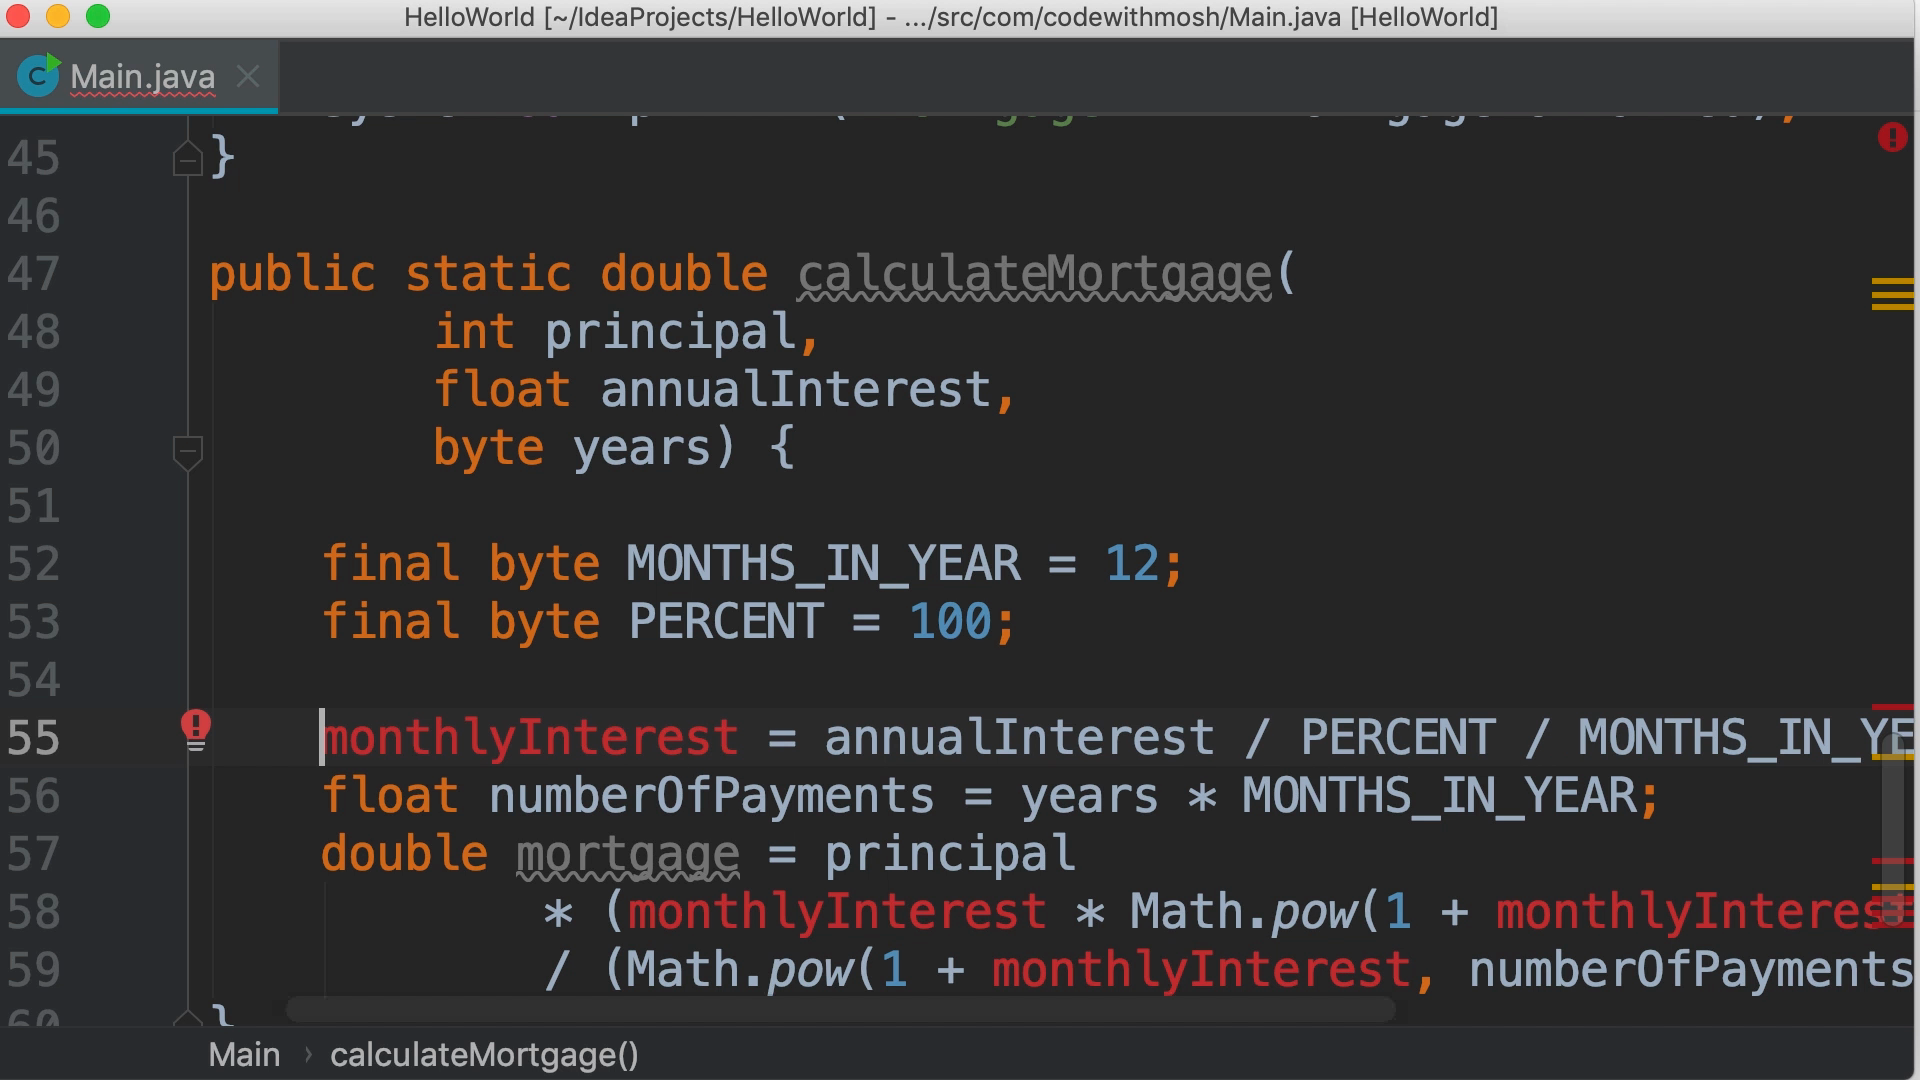 HelloWorld [~/IdeaProjects/HelloWorld] - .../src/com/codewithmosh/Main.java [HelloWorld]
Main.java
45 }
46
47 public static double calculateMortgage(
48 int principal,
49 float annualInterest,
50 byte years) {
51
52 final byte MONTHS_IN_YEAR = 12;
53 final byte PERCENT = 100;
54
55 monthlyInterest = annualInterest / PERCENT / MONTHS_IN_YE
56 float numberOfPayments = years * MONTHS_IN_YEAR;
57 double mortgage = principal
58 * (monthlyInterest * Math.pow(1 + monthlyInteres
59 / (Math.pow(1 + monthlyInterest, numberOfPayments
60 }
Main › calculateMortgage()